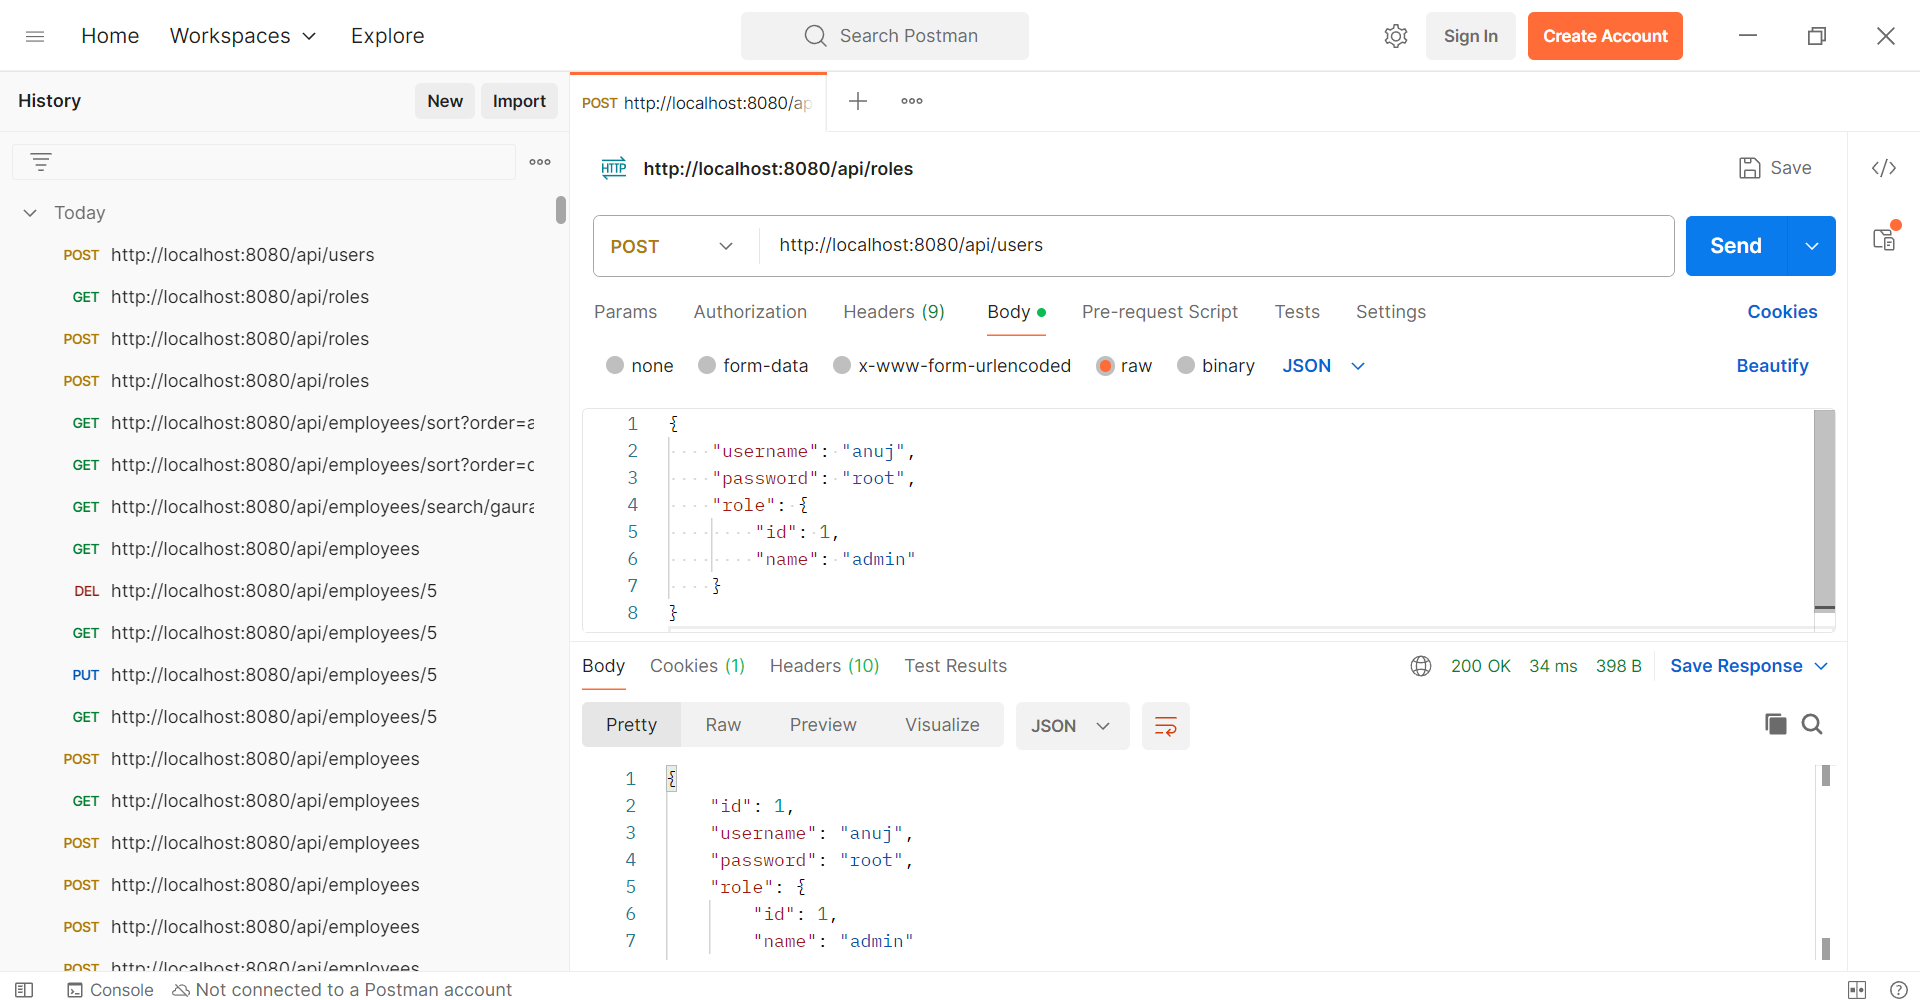 Home Workspaces Explore Search Postman Sign In Create Account
History New Import
POST http://localhost:8080/ap
HTTP http://localhost:8080/api/roles Save
Today
POST http://localhost:8080/api/users
GET http://localhost:8080/api/roles
POST http://localhost:8080/api/roles
POST http://localhost:8080/api/roles
GET http://localhost:8080/api/employees/sort?order=a
GET http://localhost:8080/api/employees/sort?order=d
GET http://localhost:8080/api/employees/search/gaura
GET http://localhost:8080/api/employees
DEL http://localhost:8080/api/employees/5
GET http://localhost:8080/api/employees/5
PUT http://localhost:8080/api/employees/5
GET http://localhost:8080/api/employees/5
POST http://localhost:8080/api/employees
GET http://localhost:8080/api/employees
POST http://localhost:8080/api/employees
POST http://localhost:8080/api/employees
POST http://localhost:8080/api/employees
POST http://localhost:8080/api/employees
POST http://localhost:8080/api/users Send
Params Authorization Headers (9) Body Pre-request Script Tests Settings Cookies
none form-data x-www-form-urlencoded raw binary JSON Beautify
1 {
2 "username": "anuj",
3 "password": "root",
4 "role": {
5 "id": 1,
6 "name": "admin"
7 }
8 }
Body Cookies (1) Headers (10) Test Results 200 OK 34 ms 398 B Save Response
Pretty Raw Preview Visualize JSON
1 {
2 "id": 1,
3 "username": "anuj",
4 "password": "root",
5 "role": {
6 "id": 1,
7 "name": "admin"
Console Not connected to a Postman account